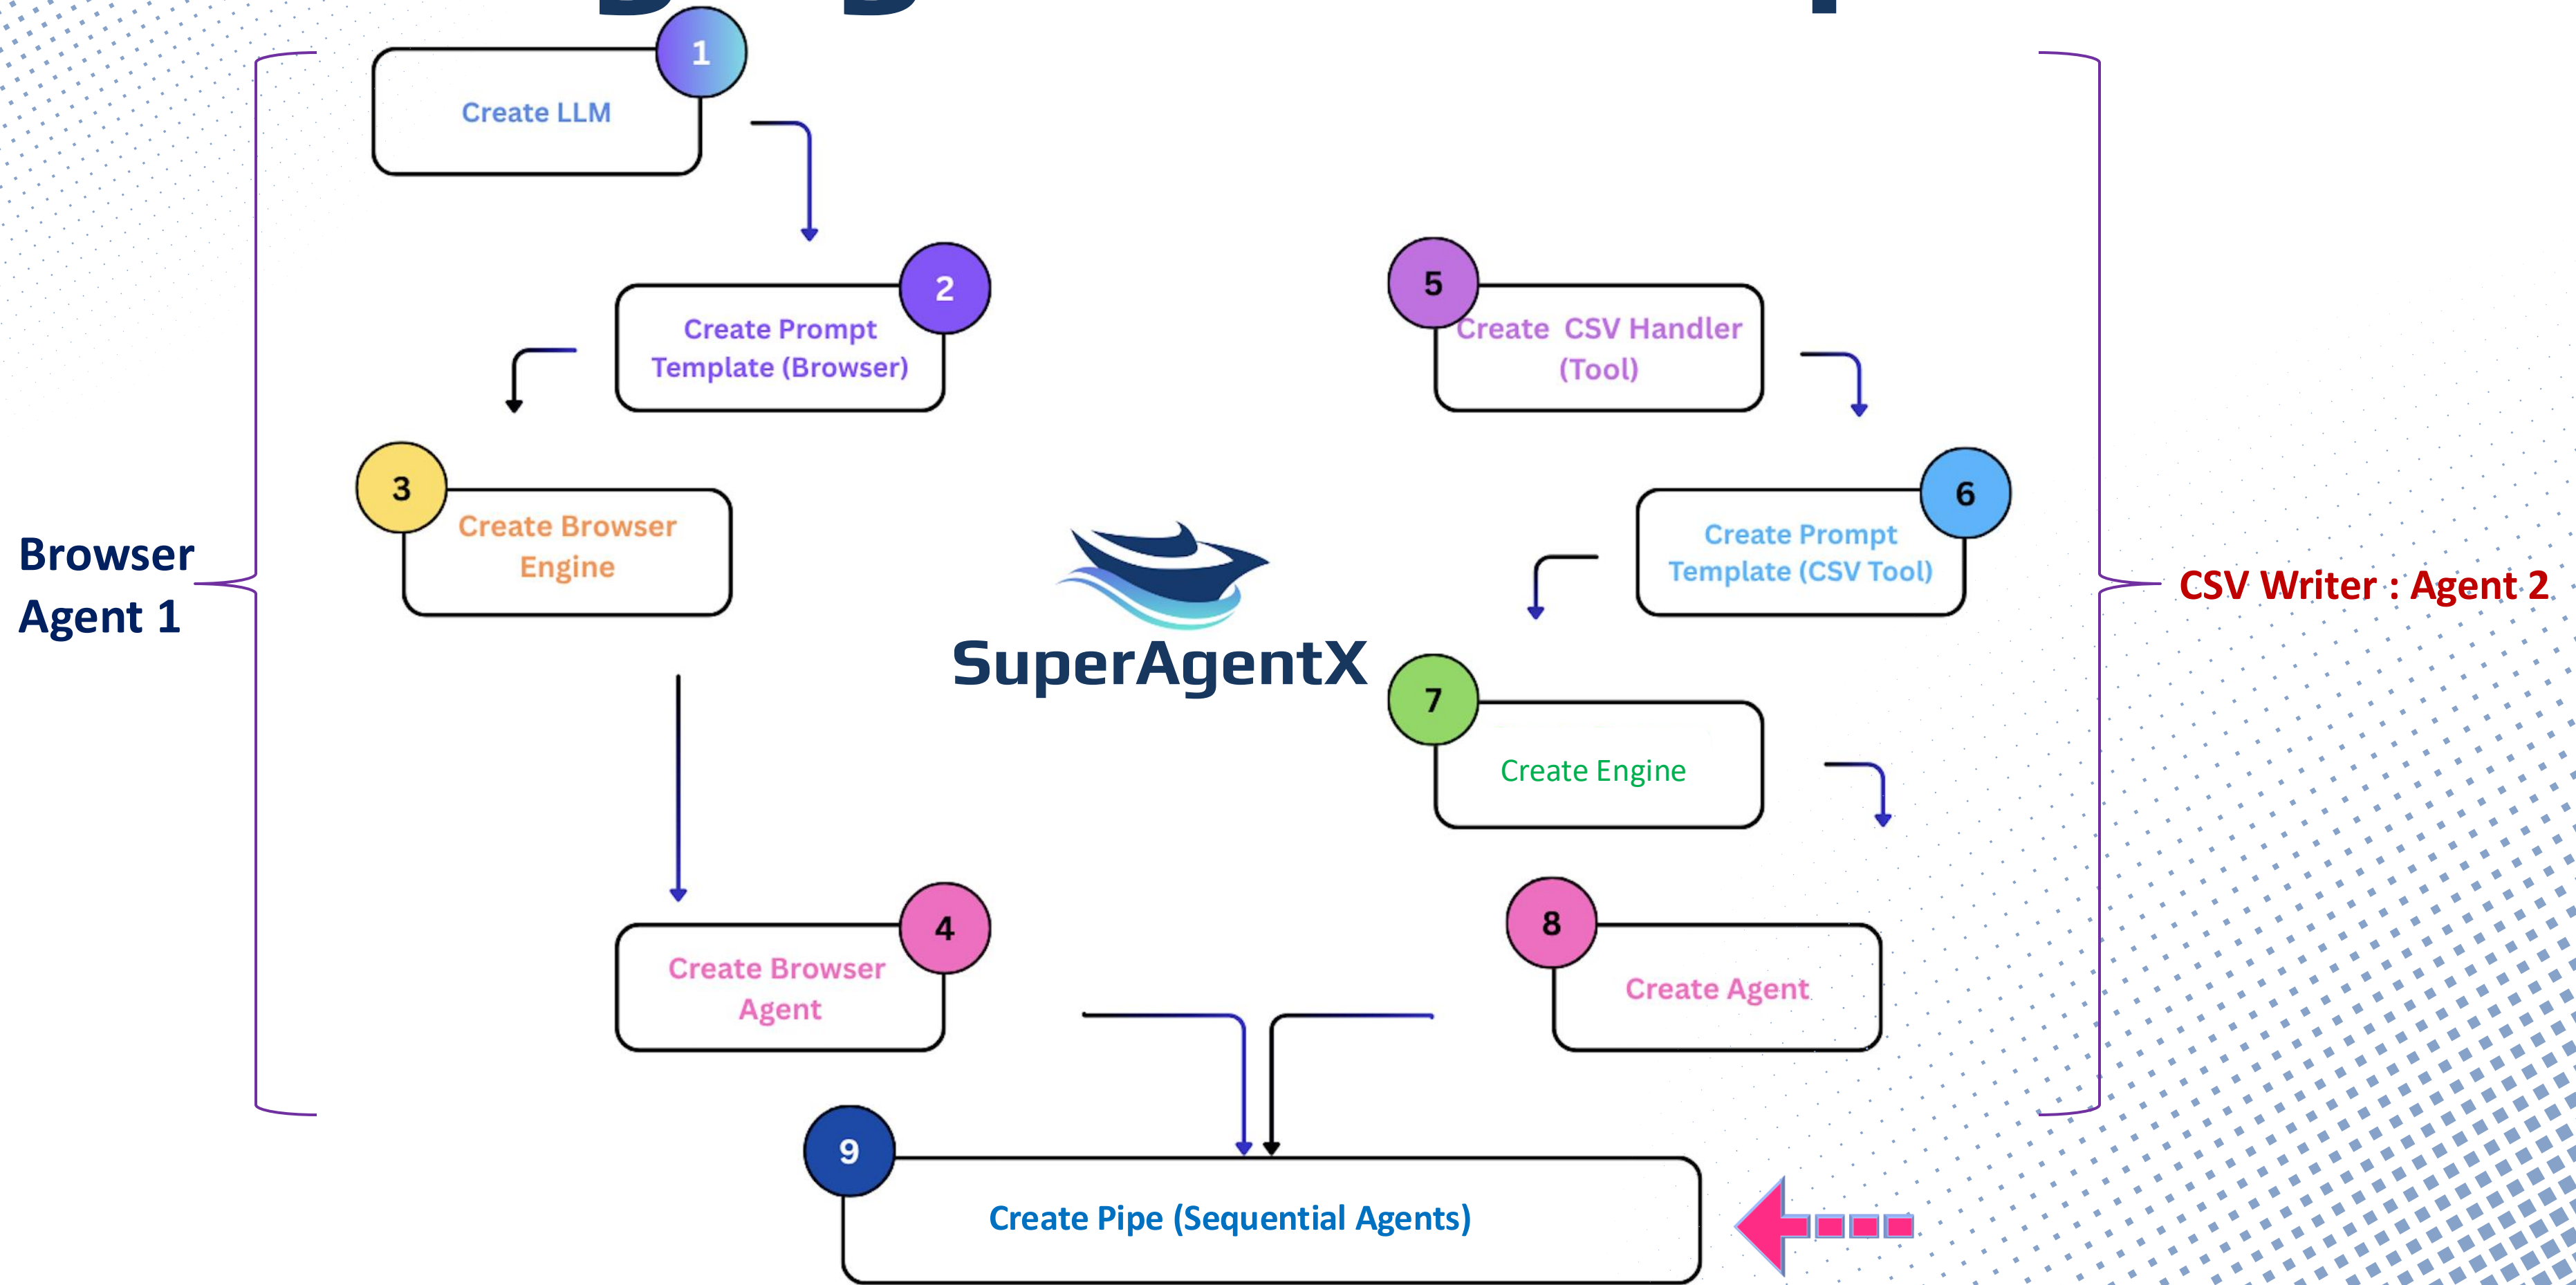 1
Create LLM
2
Create Prompt
Template (Browser)
3
Create Browser
Engine
4
Create Browser
Agent
Browser
Agent 1
SuperAgentX
5
Create  CSV Handler
(Tool)
6
Create Prompt
Template (CSV Tool)
7
Create Engine
8
Create Agent
CSV Writer : Agent 2
9
Create Pipe (Sequential Agents)